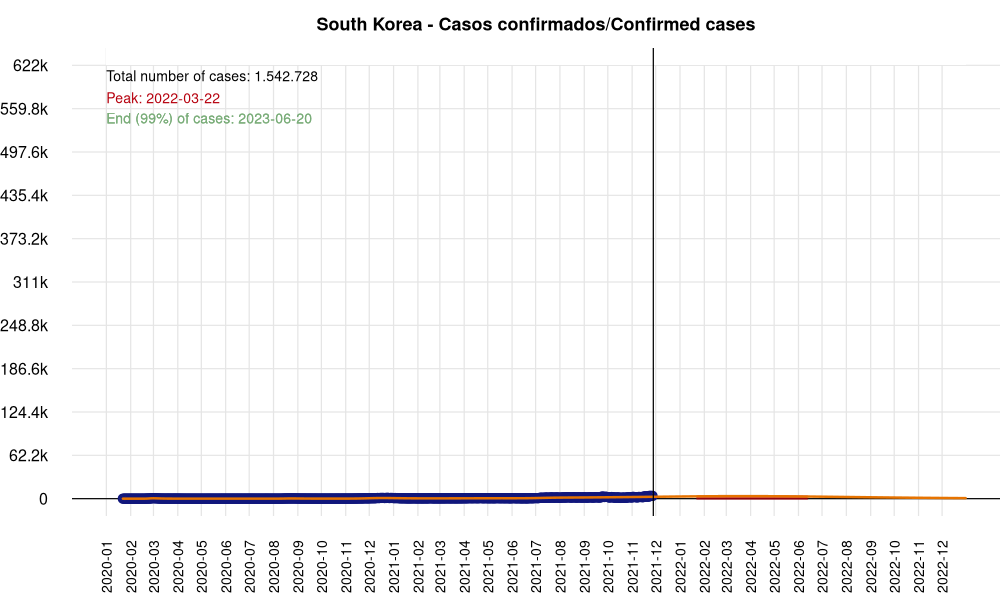 South Korea - Casos confirmados/Confirmed cases
622k
Total number of cases: 1.542.728
Peak: 2022-03-22
559.8k
End (99%) of cases: 2023-06-20
497.6k
435.4k
373.2k
311k
248.8k
186.6k
124.4k
62.2k
0
2020-01
2020-02
2020-03
2020-04
2020-05
2020-06
2020-07
2020-08
2020-09
2020-10
2020-11
2020-12
2021-01
2021-02
2021-03
2021-04
2021-05
2021-06
2021-07
2021-08
2021-09
2021-10
2021-11
2021-12
2022-01
2022-02
2022-03
2022-04
2022-05
2022-06
2022-07
2022-08
2022-09
2022-10
2022-11
2022-12